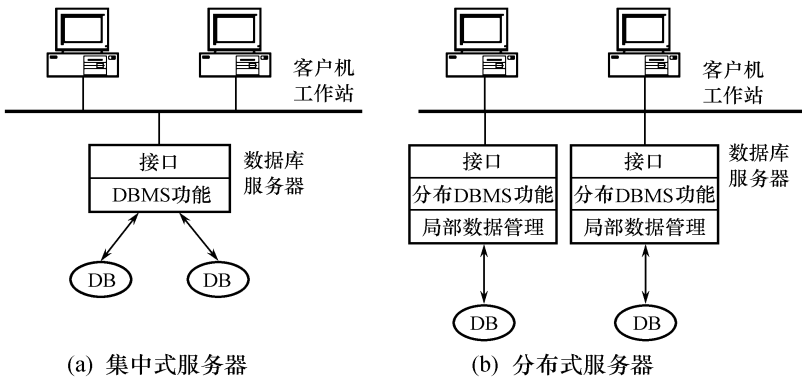 客户机
工作站
接口
DBMS功能
数据库
服务器
DB
DB
(a) 集中式服务器
客户机
工作站
接口
分布DBMS功能
局部数据管理
接口
分布DBMS功能
局部数据管理
数据库
服务器
DB
DB
(b) 分布式服务器